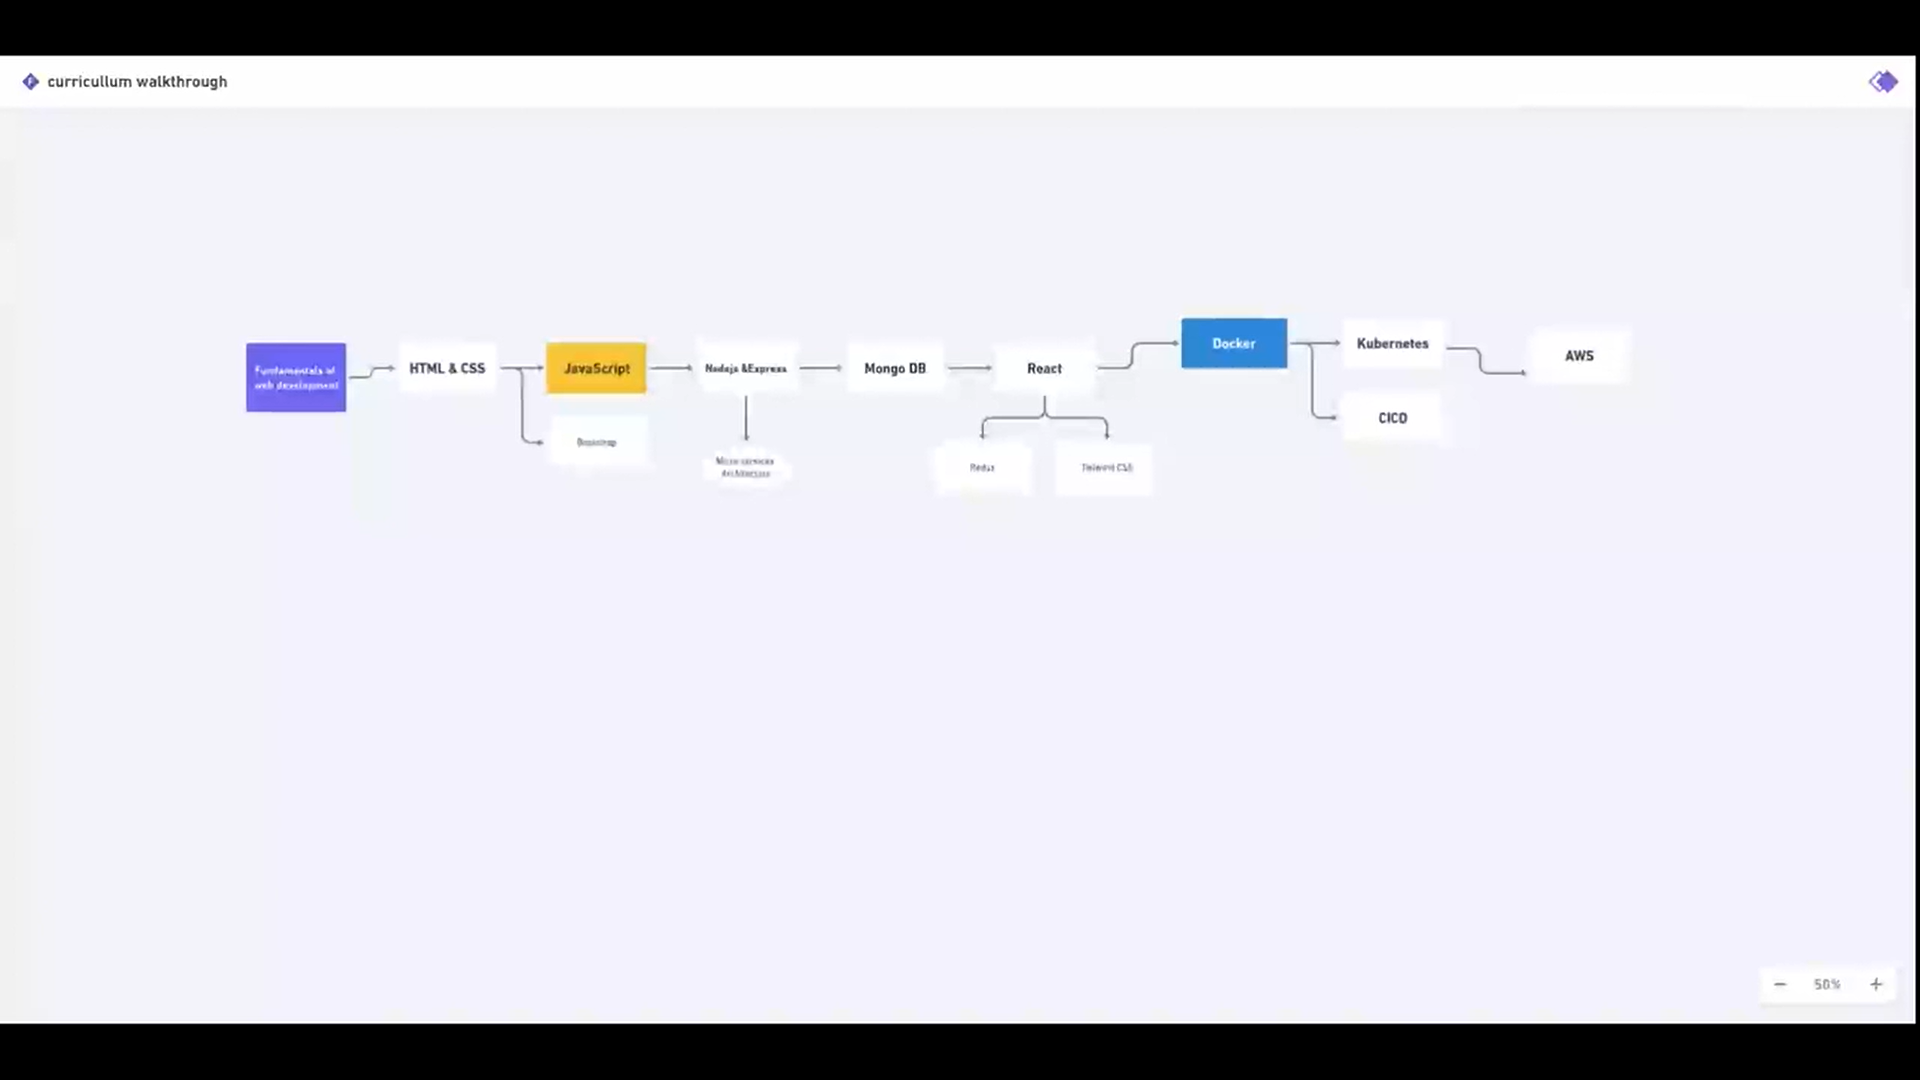 curricullum walkthrough
Fundamentals of
web development
HTML & CSS
JavaScript
Nodejs &Express
Mongo DB
React
Docker
Kubernetes
AWS
CICD
Bootstrap
Micro services
Architecture
Redux
Tailwind CSS
50%